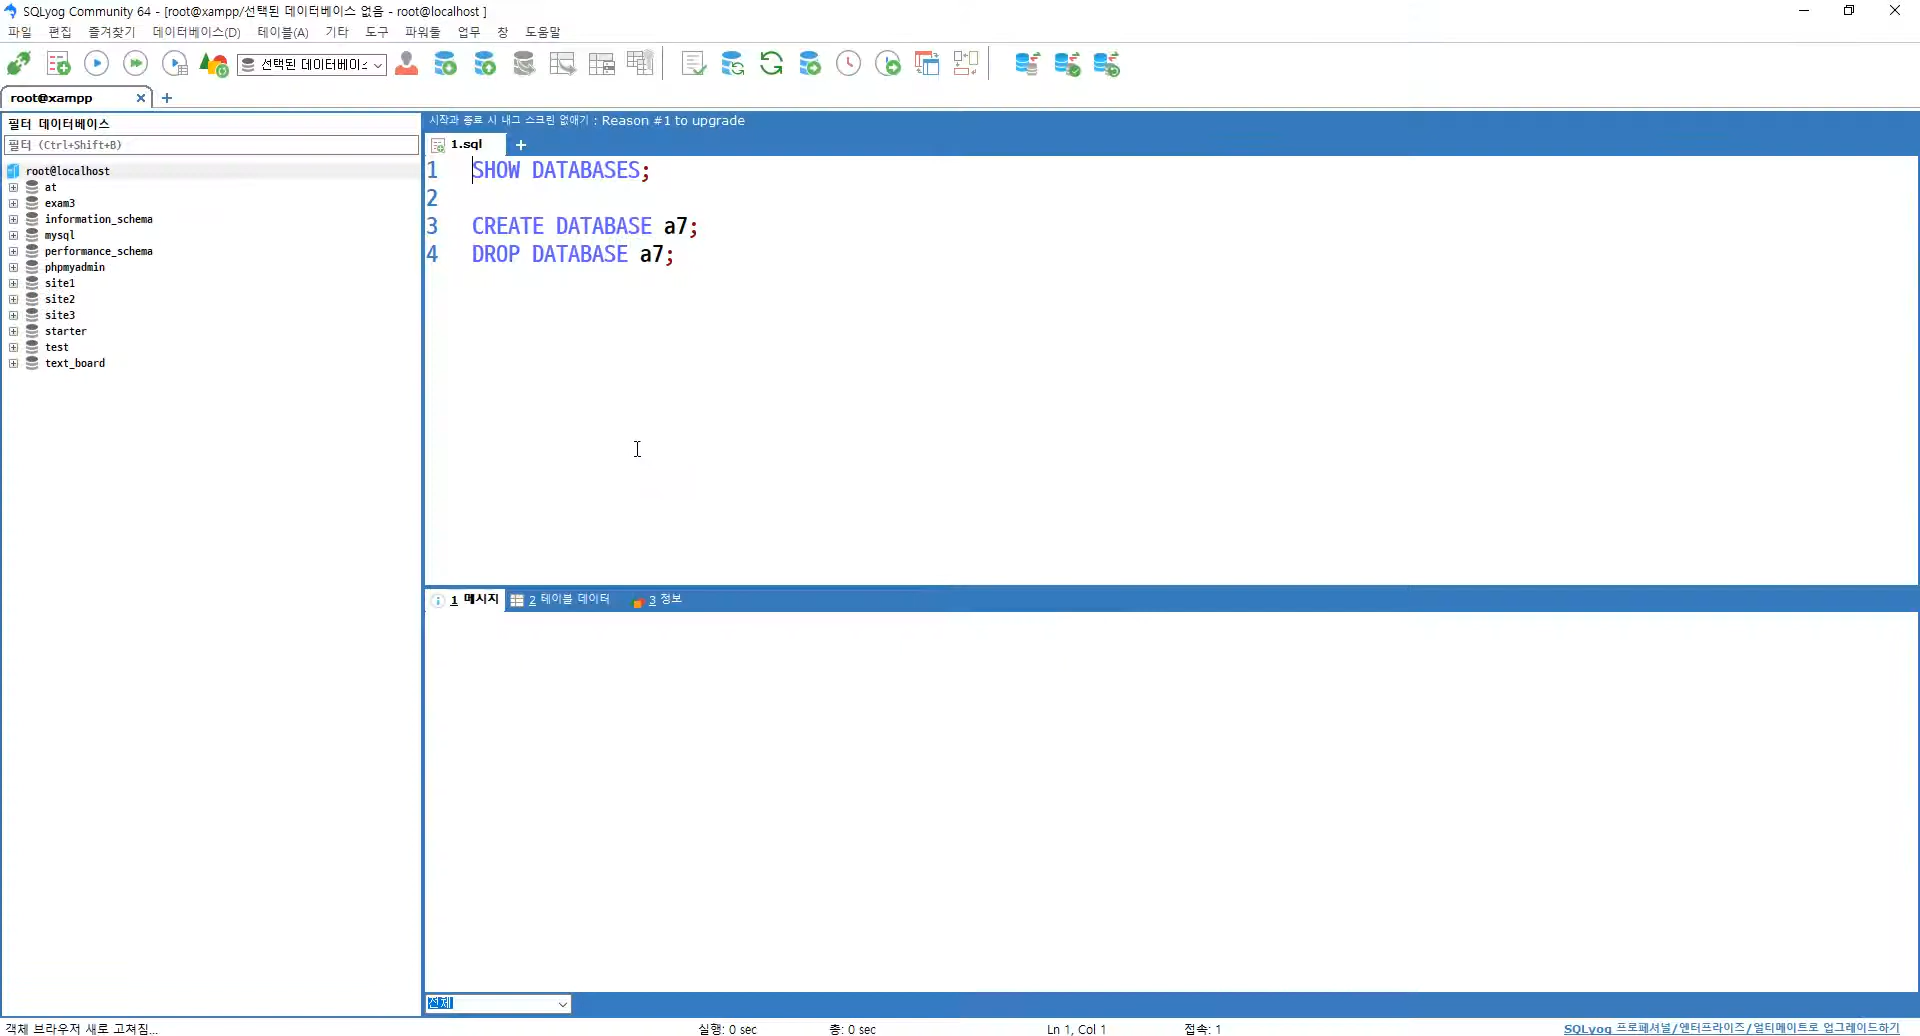 SQLyog Community 64 - [root@xampp/선택된 데이터베이스 없음 - root@localhost ]
파일 편집 즐겨찾기 데이터베이스(D) 테이블(A) 기타 도구 파워툴 업무 창 도움말
선택된 데이터베이스
root@xampp
필터 데이터베이스
필터 (Ctrl+Shift+B)
root@localhost
at
exam3
information_schema
mysql
performance_schema
phpmyadmin
site1
site2
site3
starter
test
text_board
시작과 종료 시 내그 스크린 없애기 : Reason #1 to upgrade
1.sql
1 SHOW DATABASES;
2
3 CREATE DATABASE a7;
4 DROP DATABASE a7;
1 메시지 2 테이블 데이터 3 정보
전체
객체 브라우저 새로 고쳐짐... 실행: 0 sec 총: 0 sec Ln 1, Col 1 접속: 1 SQLyog 프로페셔널/엔터프라이즈/얼티메이트로 업그레이드하기